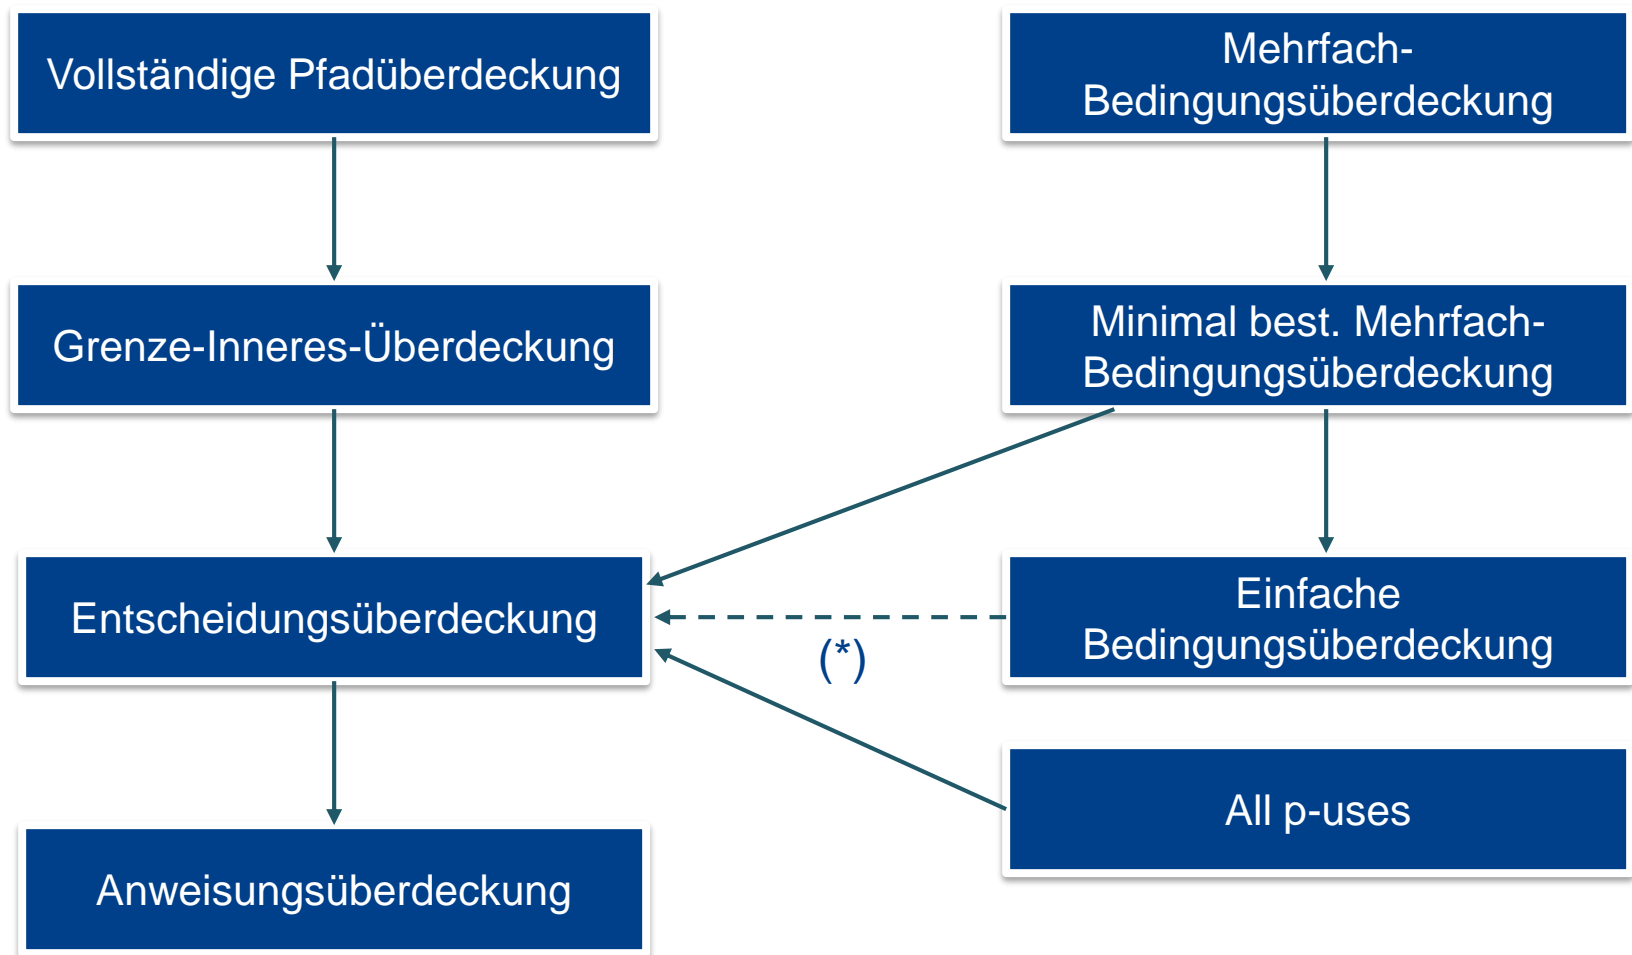 Vollständige Pfadüberdeckung
Mehrfach-
Bedingungsüberdeckung
Grenze-Inneres-Überdeckung
Minimal best. Mehrfach-
Bedingungsüberdeckung
Entscheidungsüberdeckung
(*)
Einfache
Bedingungsüberdeckung
All p-uses
Anweisungsüberdeckung